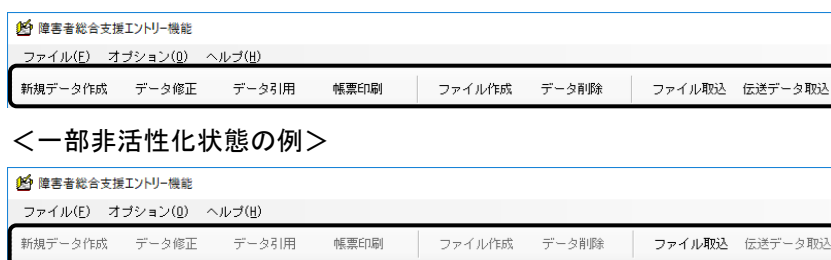 障害者総合支援エントリー機能
ファイル(F) オプション(O) ヘルプ(H)
新規データ作成 データ修正 データ引用 帳票印刷 ファイル作成 データ削除 ファイル取込 伝送データ取込
＜一部非活性化状態の例＞
障害者総合支援エントリー機能
ファイル(F) オプション(O) ヘルプ(H)
新規データ作成 データ修正 データ引用 帳票印刷 ファイル作成 データ削除 ファイル取込 伝送データ取込